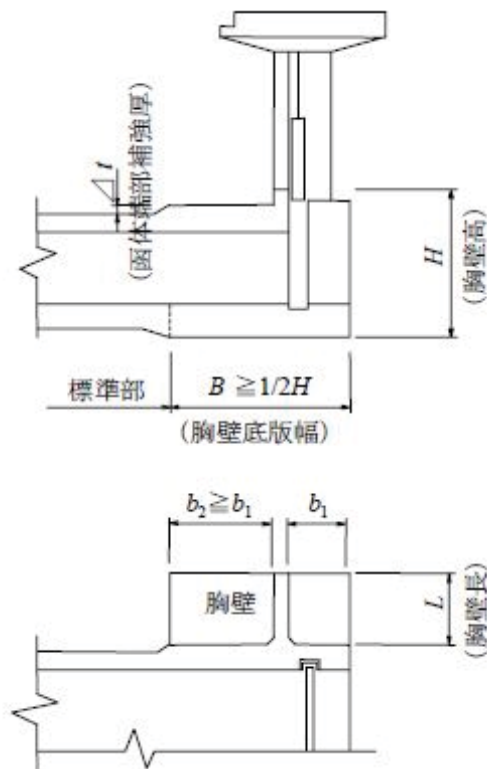 Δt
(函体端部補強厚)
H
(胸壁高)
標準部
B ≧1/2H
(胸壁底版幅)
b₂≧b₁
b₁
胸壁
L
(胸壁長)